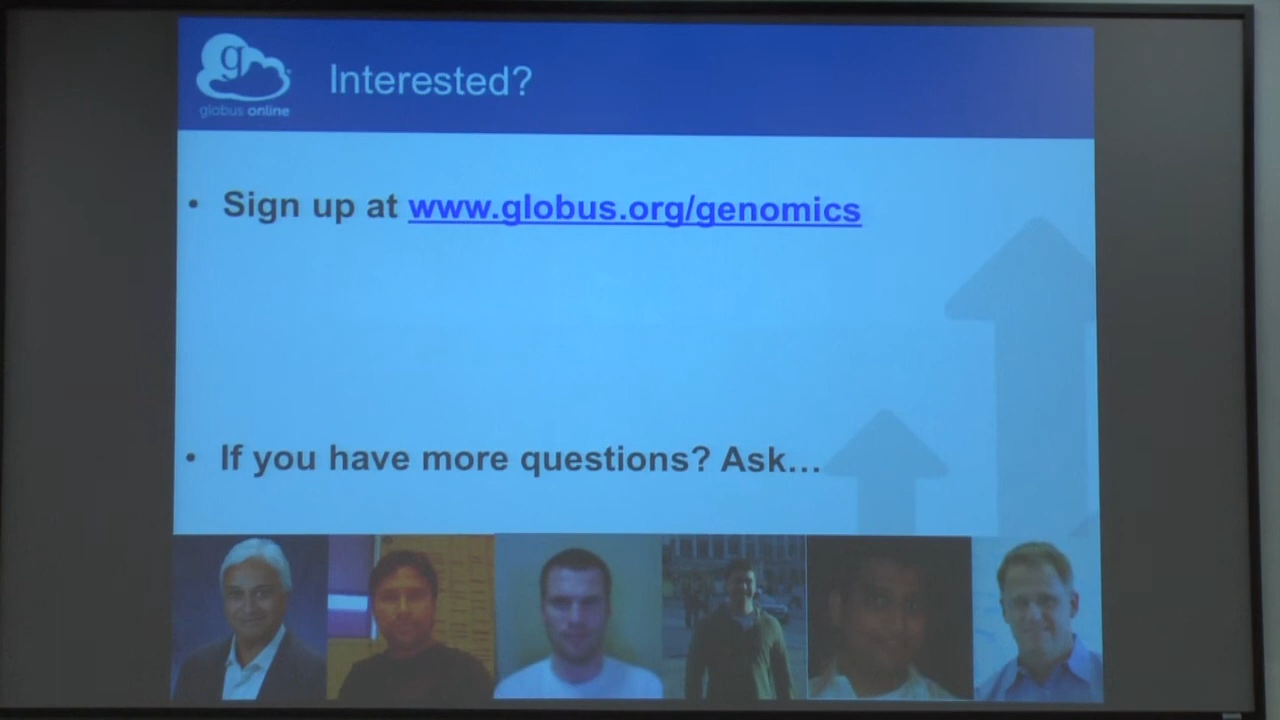 g
globus online
Interested?
• Sign up at www.globus.org/genomics
• If you have more questions? Ask…